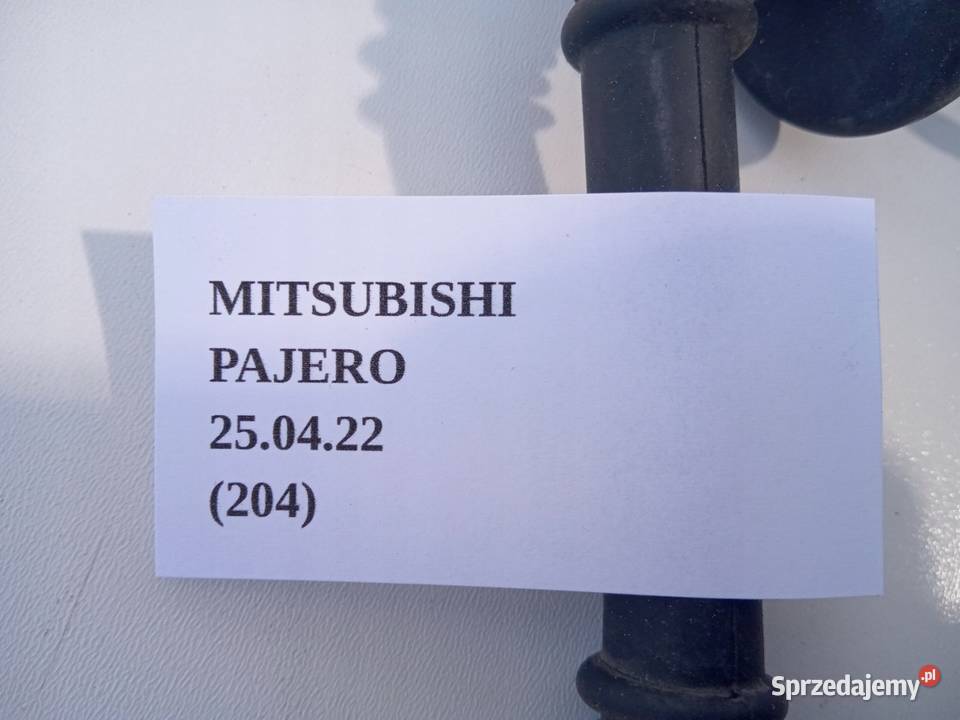 MITSUBISHI
PAJERO
25.04.22
(204)
Sprzedajemy.pl